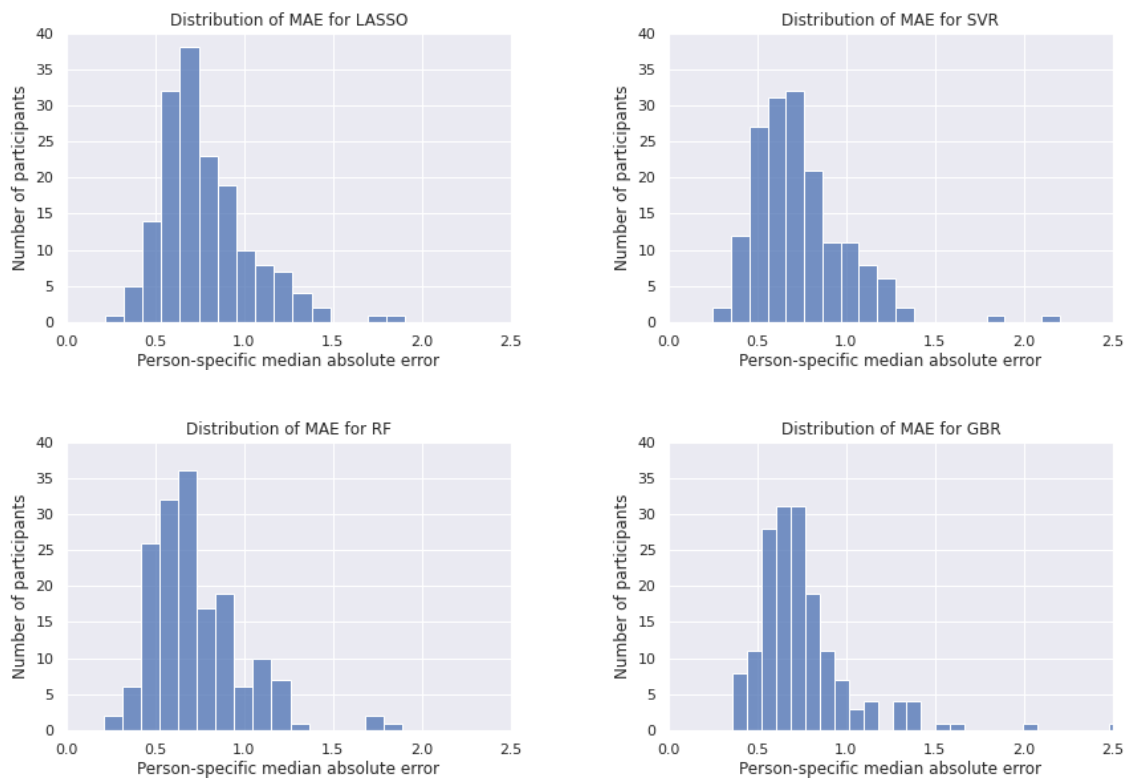 Distribution of MAE for LASSO
40
35
30
25
20
15
10
5
0
Number of participants
0.0 0.5 1.0 1.5 2.0 2.5
Person-specific median absolute error
Distribution of MAE for SVR
40
35
30
25
20
15
10
5
0
Number of participants
0.0 0.5 1.0 1.5 2.0 2.5
Person-specific median absolute error
Distribution of MAE for RF
40
35
30
25
20
15
10
5
0
Number of participants
0.0 0.5 1.0 1.5 2.0 2.5
Person-specific median absolute error
Distribution of MAE for GBR
40
35
30
25
20
15
10
5
0
Number of participants
0.0 0.5 1.0 1.5 2.0 2.5
Person-specific median absolute error